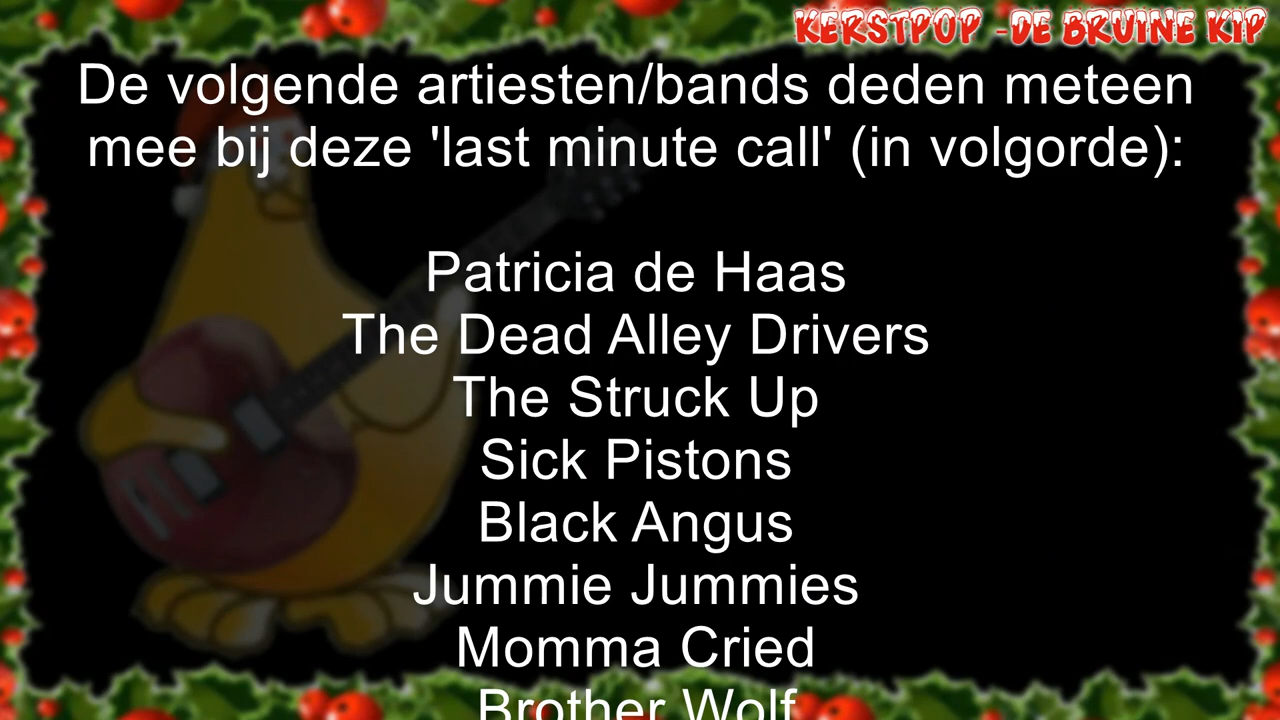 KERSTPOP - DE BRUINE KIP
De volgende artiesten/bands deden meteen
mee bij deze 'last minute call' (in volgorde):
Patricia de Haas
The Dead Alley Drivers
The Struck Up
Sick Pistons
Black Angus
Jummie Jummies
Momma Cried
Brother Wolf